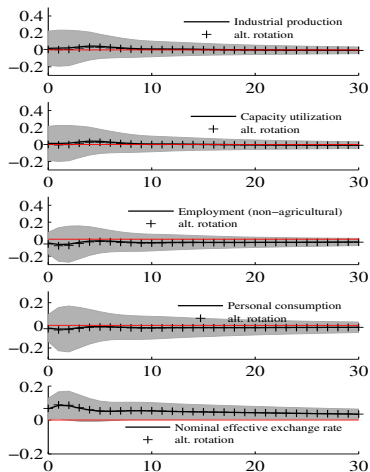 0.4
0.2
0
−0.2
Industrial production
alt. rotation
0 10 20 30
0.4
0.2
0
−0.2
Capacity utilization
alt. rotation
0 10 20 30
0.4
0.2
0
−0.2
Employment (non−agricultural)
alt. rotation
0 10 20 30
0.2
0
−0.2
Personal consumption
alt. rotation
0 10 20 30
0.2
0
−0.2
Nominal effective exchange rate
alt. rotation
0 10 20 30